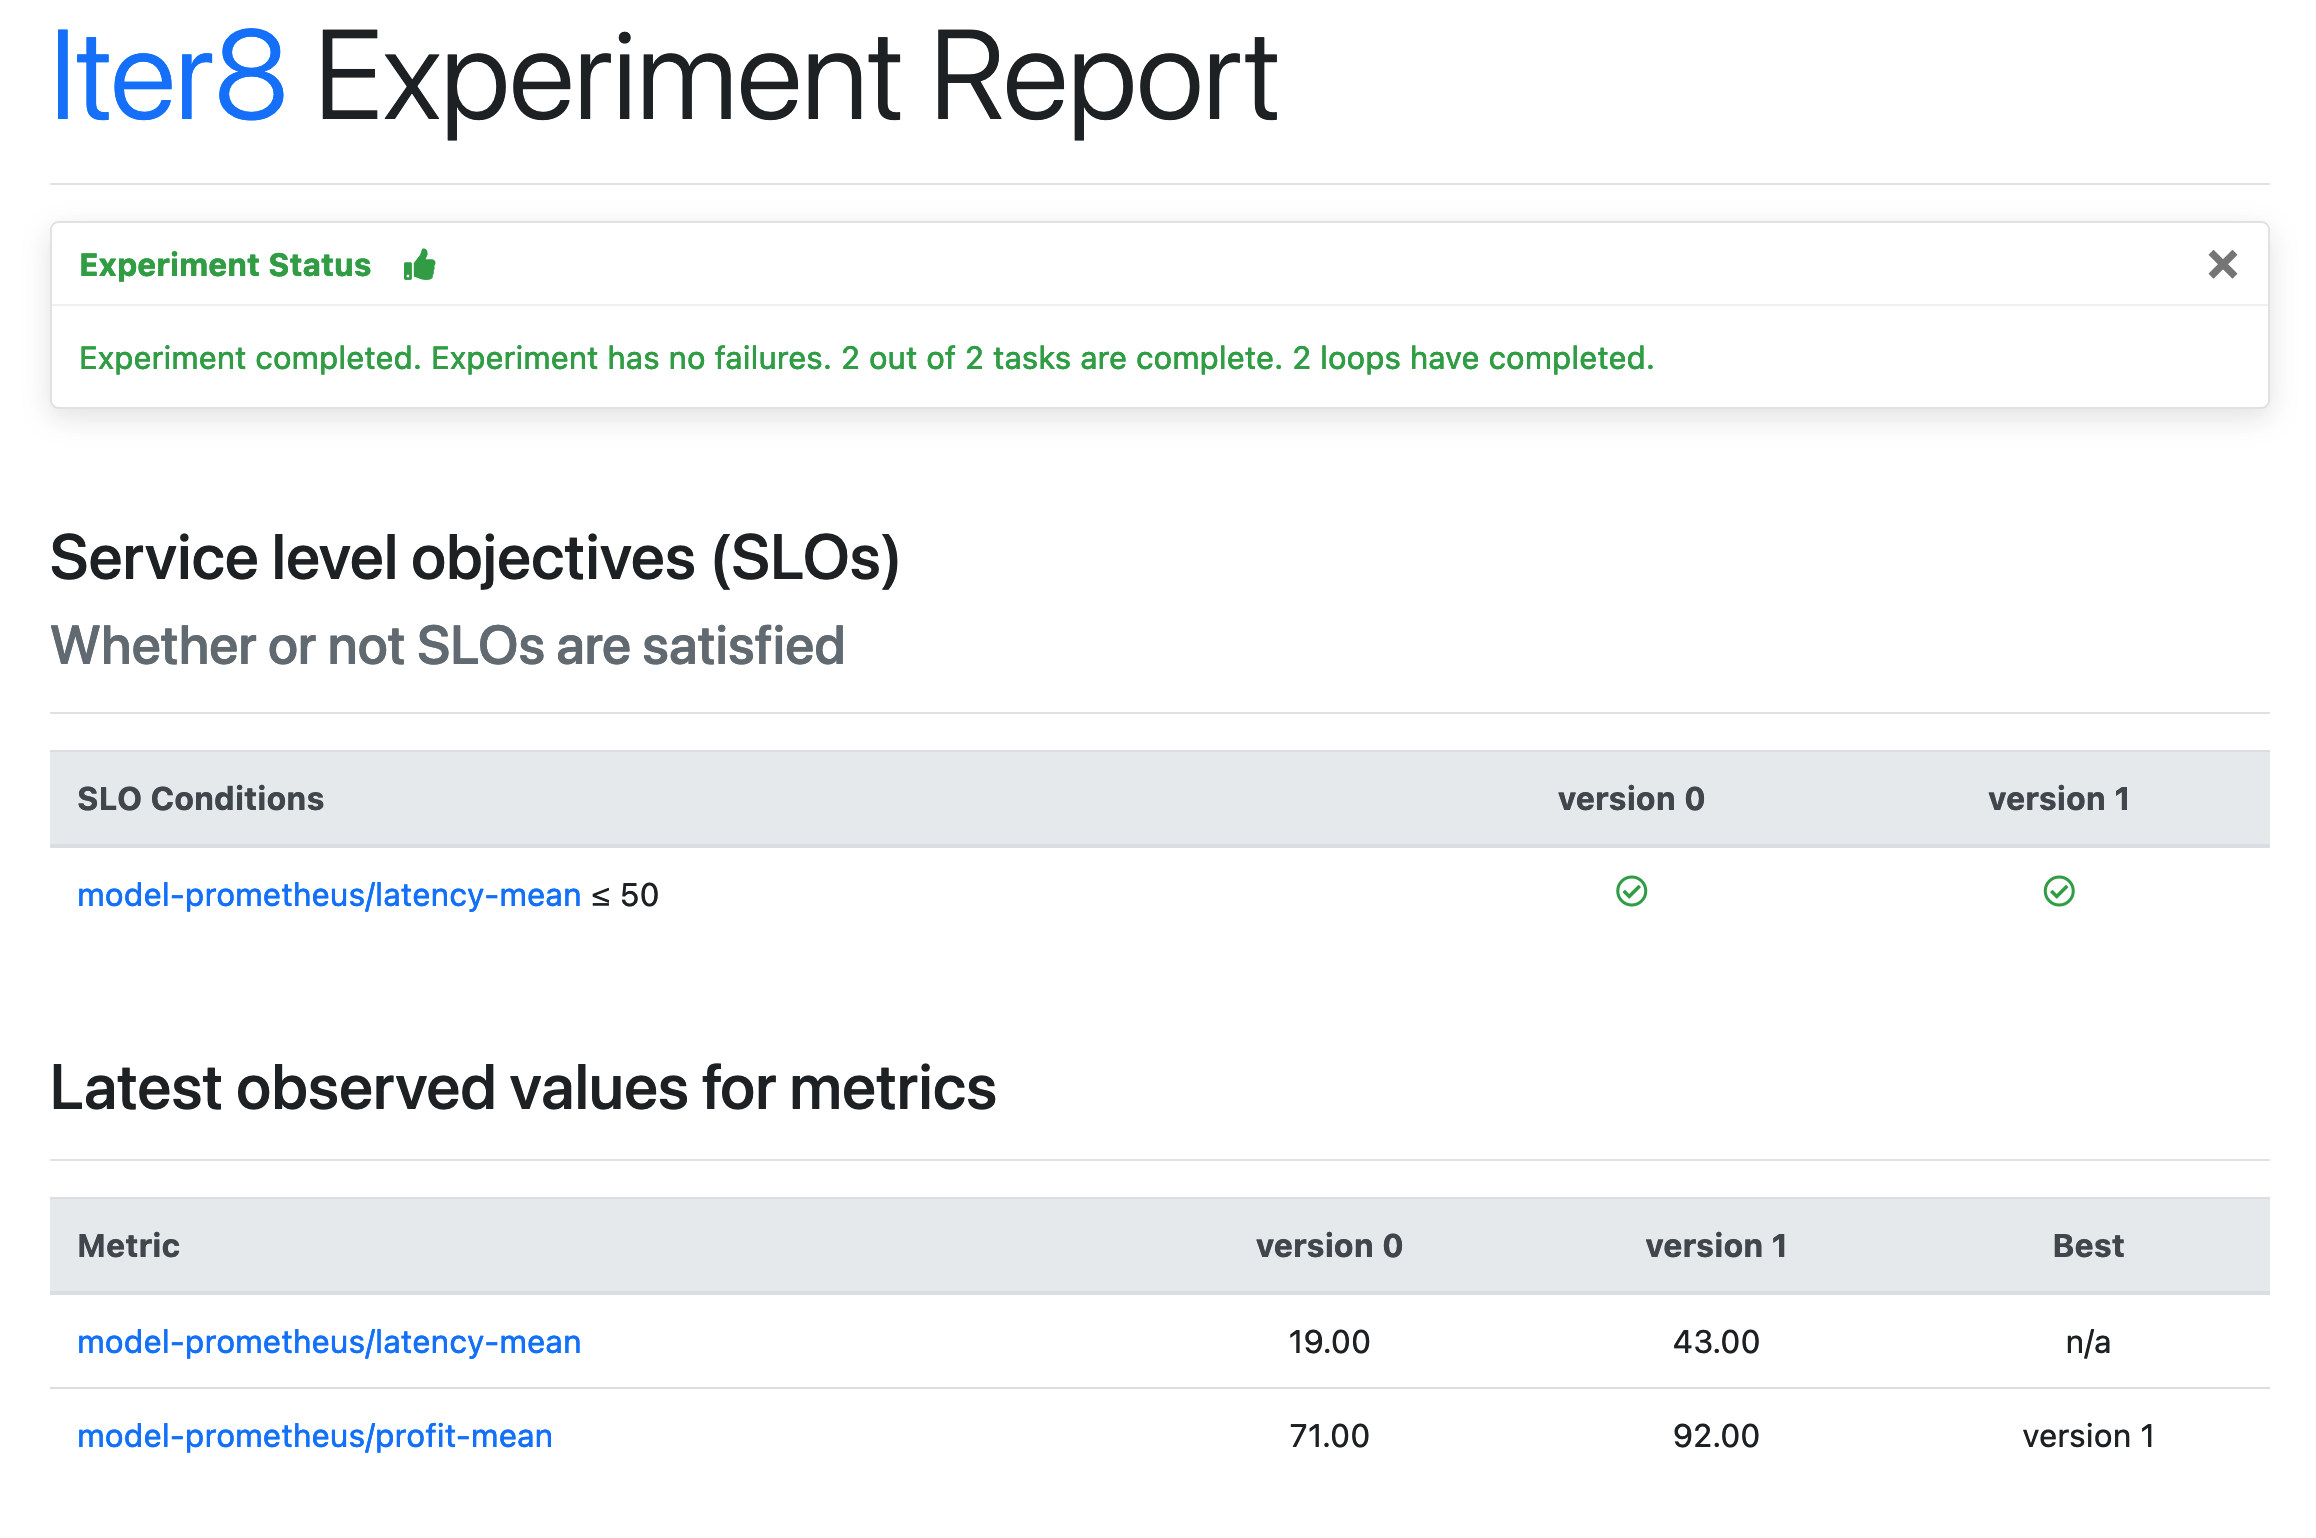 Iter8 Experiment Report
Experiment Status
Experiment completed. Experiment has no failures. 2 out of 2 tasks are complete. 2 loops have completed.
Service level objectives (SLOs)
Whether or not SLOs are satisfied
SLO Conditions version 0 version 1
model-prometheus/latency-mean ≤ 50
Latest observed values for metrics
Metric version 0 version 1 Best
model-prometheus/latency-mean 19.00 43.00 n/a
model-prometheus/profit-mean 71.00 92.00 version 1